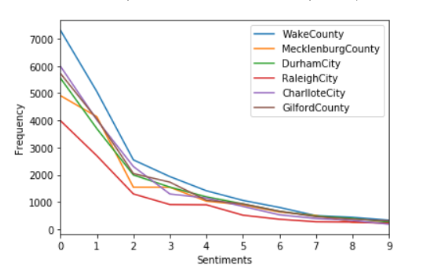 7000
6000
5000
4000
3000
2000
1000
0
Frequency
WakeCounty
MecklenburgCounty
DurhamCity
RaleighCity
CharlloteCity
GilfordCounty
0 1 2 3 4 5 6 7 8 9
Sentiments